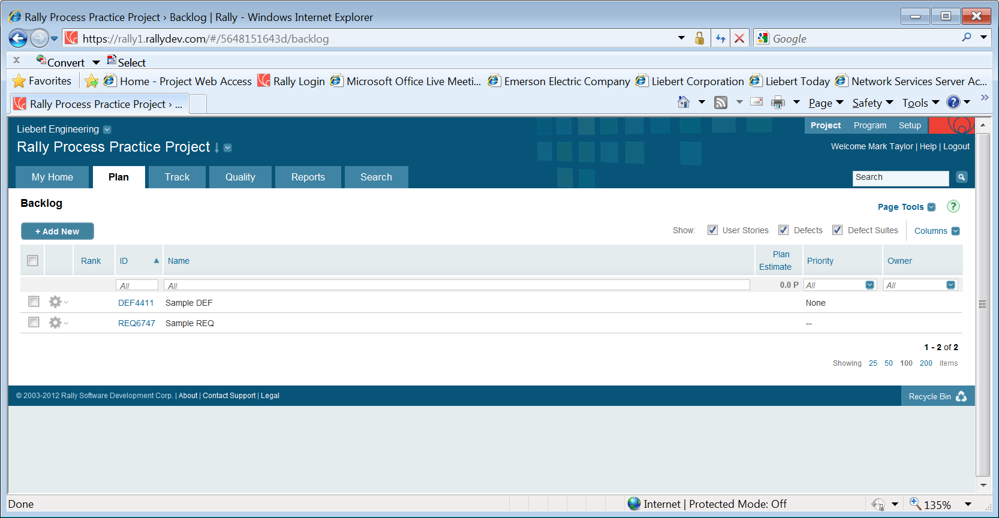 Rally Process Practice Project › Backlog | Rally - Windows Internet Explorer
https://rally1.rallydev.com/#/5648151643d/backlog
Google
x Convert Select
Favorites Home - Project Web Access Rally Login Microsoft Office Live Meeti... Emerson Electric Company Liebert Corporation Liebert Today Network Services Server Ac...
Rally Process Practice Project › ... Page Safety Tools
Liebert Engineering Project Program Setup
Rally Process Practice Project Welcome Mark Taylor | Help | Logout
My Home Plan Track Quality Reports Search Search
Backlog Page Tools ?
+ Add New Show: User Stories Defects Defect Suites Columns
Rank ID Name Plan Estimate Priority Owner
All All 0.0 P All All
DEF4411 Sample DEF None
REQ6747 Sample REQ --
1 - 2 of 2
Showing 25 50 100 200 items
© 2003-2012 Rally Software Development Corp. | About | Contact Support | Legal Recycle Bin
Done Internet | Protected Mode: Off 135%